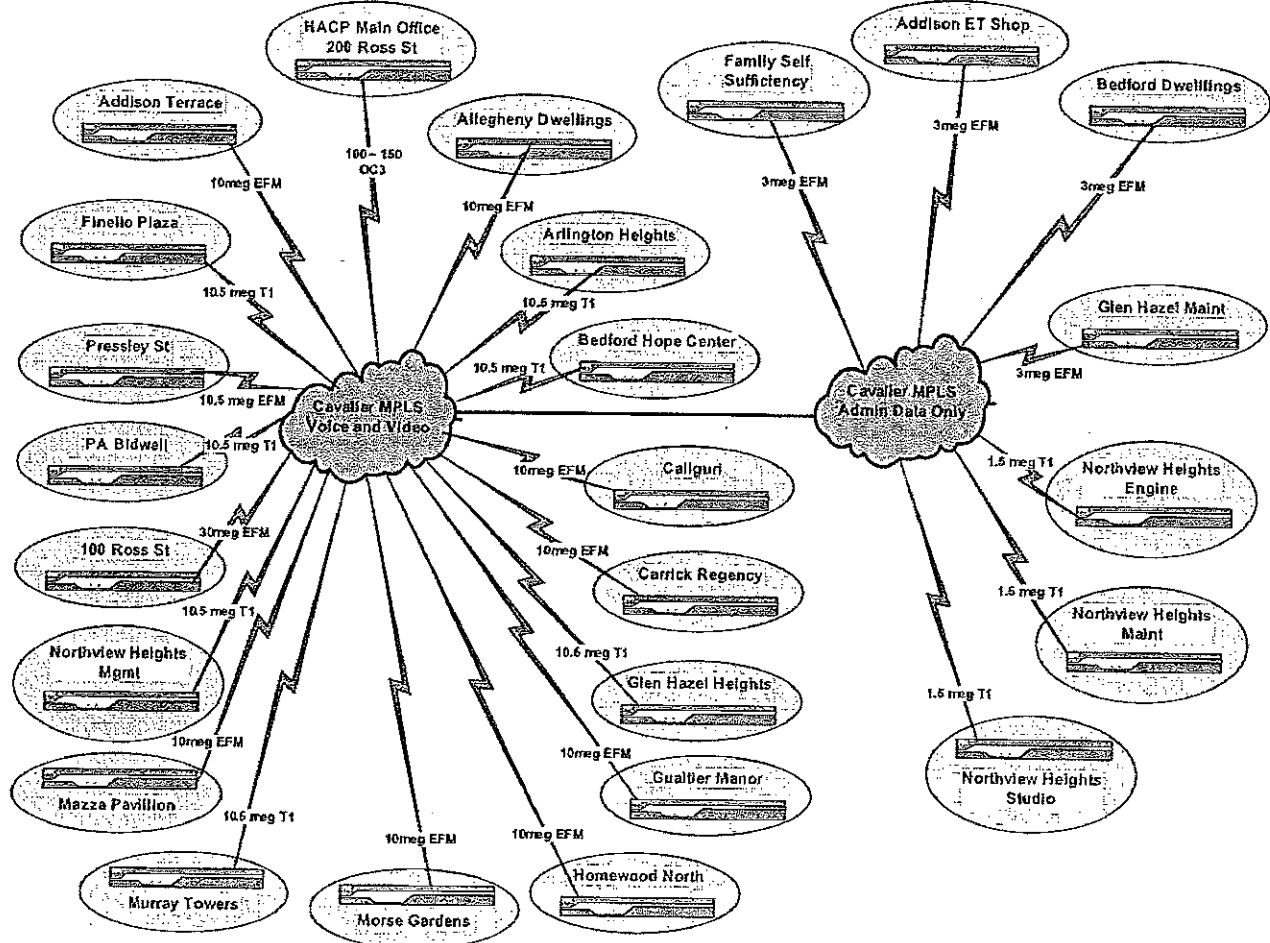 HACP Main Office
200 Ross St
Addison ET Shop
Family Self
Sufficiency
Bedford Dwelllings
Addison Terrace
Allegheny Dwellings
100 - 150
OC3
10meg EFM
10meg EFM
3meg EFM
3meg EFM
3meg EFM
Finello Plaza
Arlington Heights
10.5 meg T1
10.5 meg T1
Glen Hazel Maint
3meg EFM
Pressley St
10.5 meg EFM
Bedford Hope Center
10.5 meg T1
Cavalier MPLS
Voice and Video
Cavalier MPLS
Admin Data Only
PA Bidwell
10.5 meg T1
Caliguri
10meg EFM
1.5 meg T1
Northview Heights
Engine
100 Ross St
30meg EFM
10meg EFM
Carrick Regency
10.5 meg T1
1.5 meg T1
Northview Heights
Maint
Northview Heights
Mgmt
10.5 meg T1
Glen Hazel Heights
1.5 meg T1
10meg EFM
Mazza Pavillion
10meg EFM
Gualtier Manor
Northview Heights
Studio
10.5 meg T1
10meg EFM
10meg EFM
Murray Towers
Morse Gardens
Homewood North